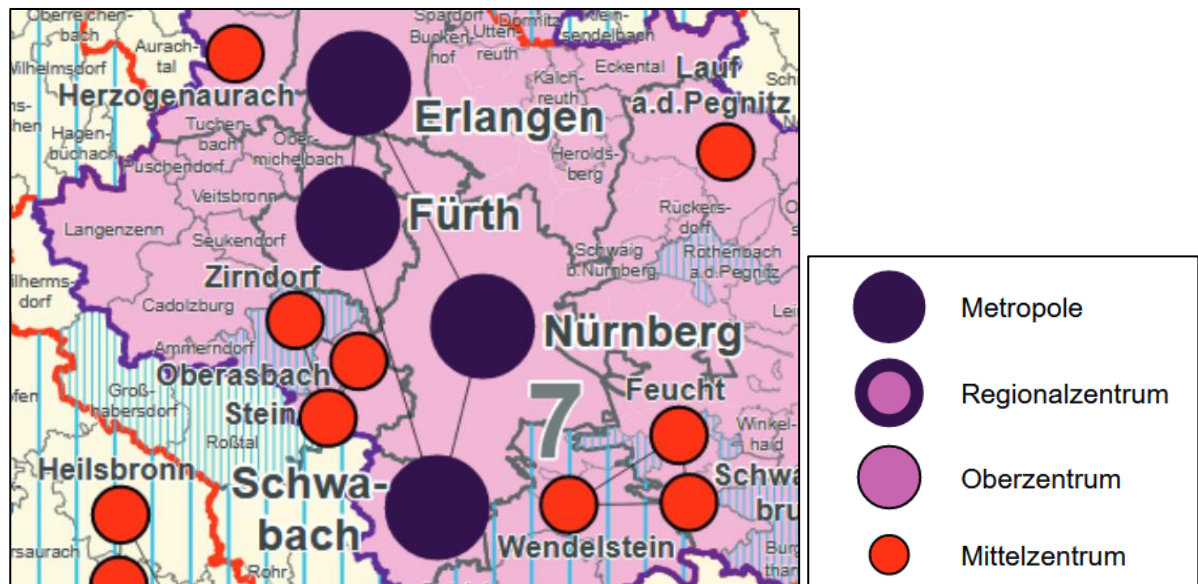 Oberreichen-
bach
Aurach-
tal
Wilhelmsdorf
Hagen-
büchach
Herzogenaurach
Tuchen-
bach
Ober-
michelbach
Puschendorf
Veitsbronn
Langenzenn
Seukendorf
Cadolzburg
Zirndorf
Ammerndorf
Oberasbach
Groß-
habersdorf
Stein
Roßtal
Heilsbronn
Schwa-
bach
Rohr
Spardorf
Bucken-
hof
Utten-
reuth
Dormitz
Klein-
sendelbach
Kalch-
reuth
Eckental
Lauf
a.d.Pegnitz
Erlangen
Herolds-
berg
Fürth
Rückers-
dorf
Schwaig
b.Nürnberg
Röthenbach
a.d.Pegnitz
Nürnberg
7
Feucht
Winkel-
haid
Wendelstein
Metropole
Regionalzentrum
Oberzentrum
Mittelzentrum